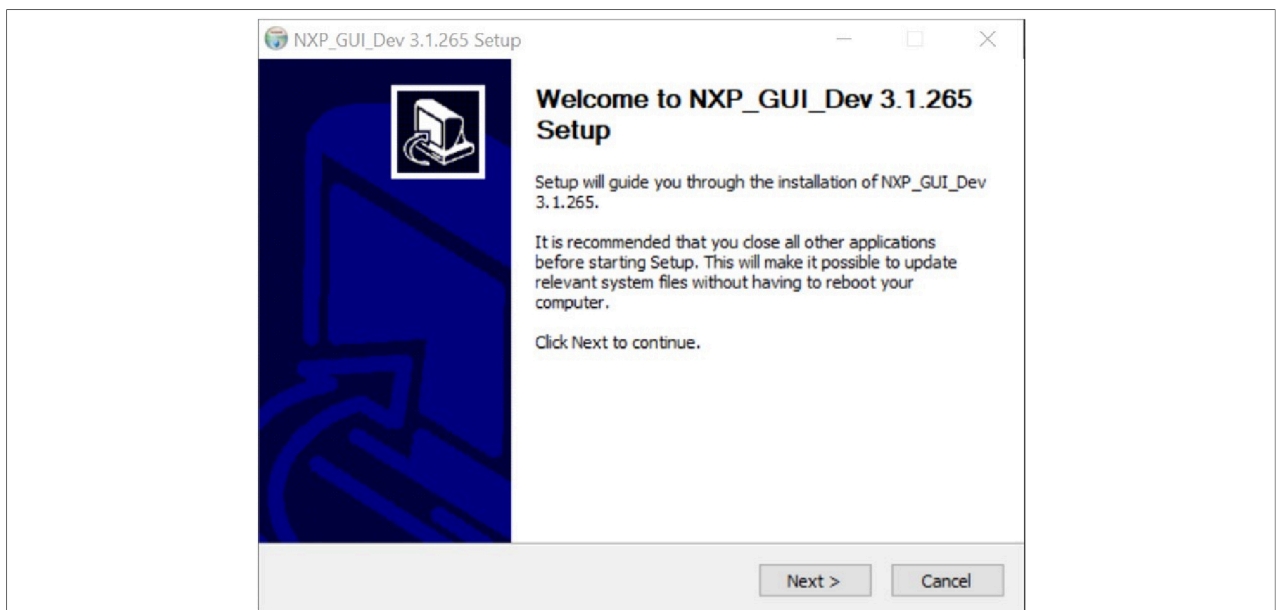 NXP_GUI_Dev 3.1.265 Setup
Welcome to NXP_GUI_Dev 3.1.265
Setup
Setup will guide you through the installation of NXP_GUI_Dev
3.1.265.
It is recommended that you close all other applications
before starting Setup. This will make it possible to update
relevant system files without having to reboot your
computer.
Click Next to continue.
Next >
Cancel